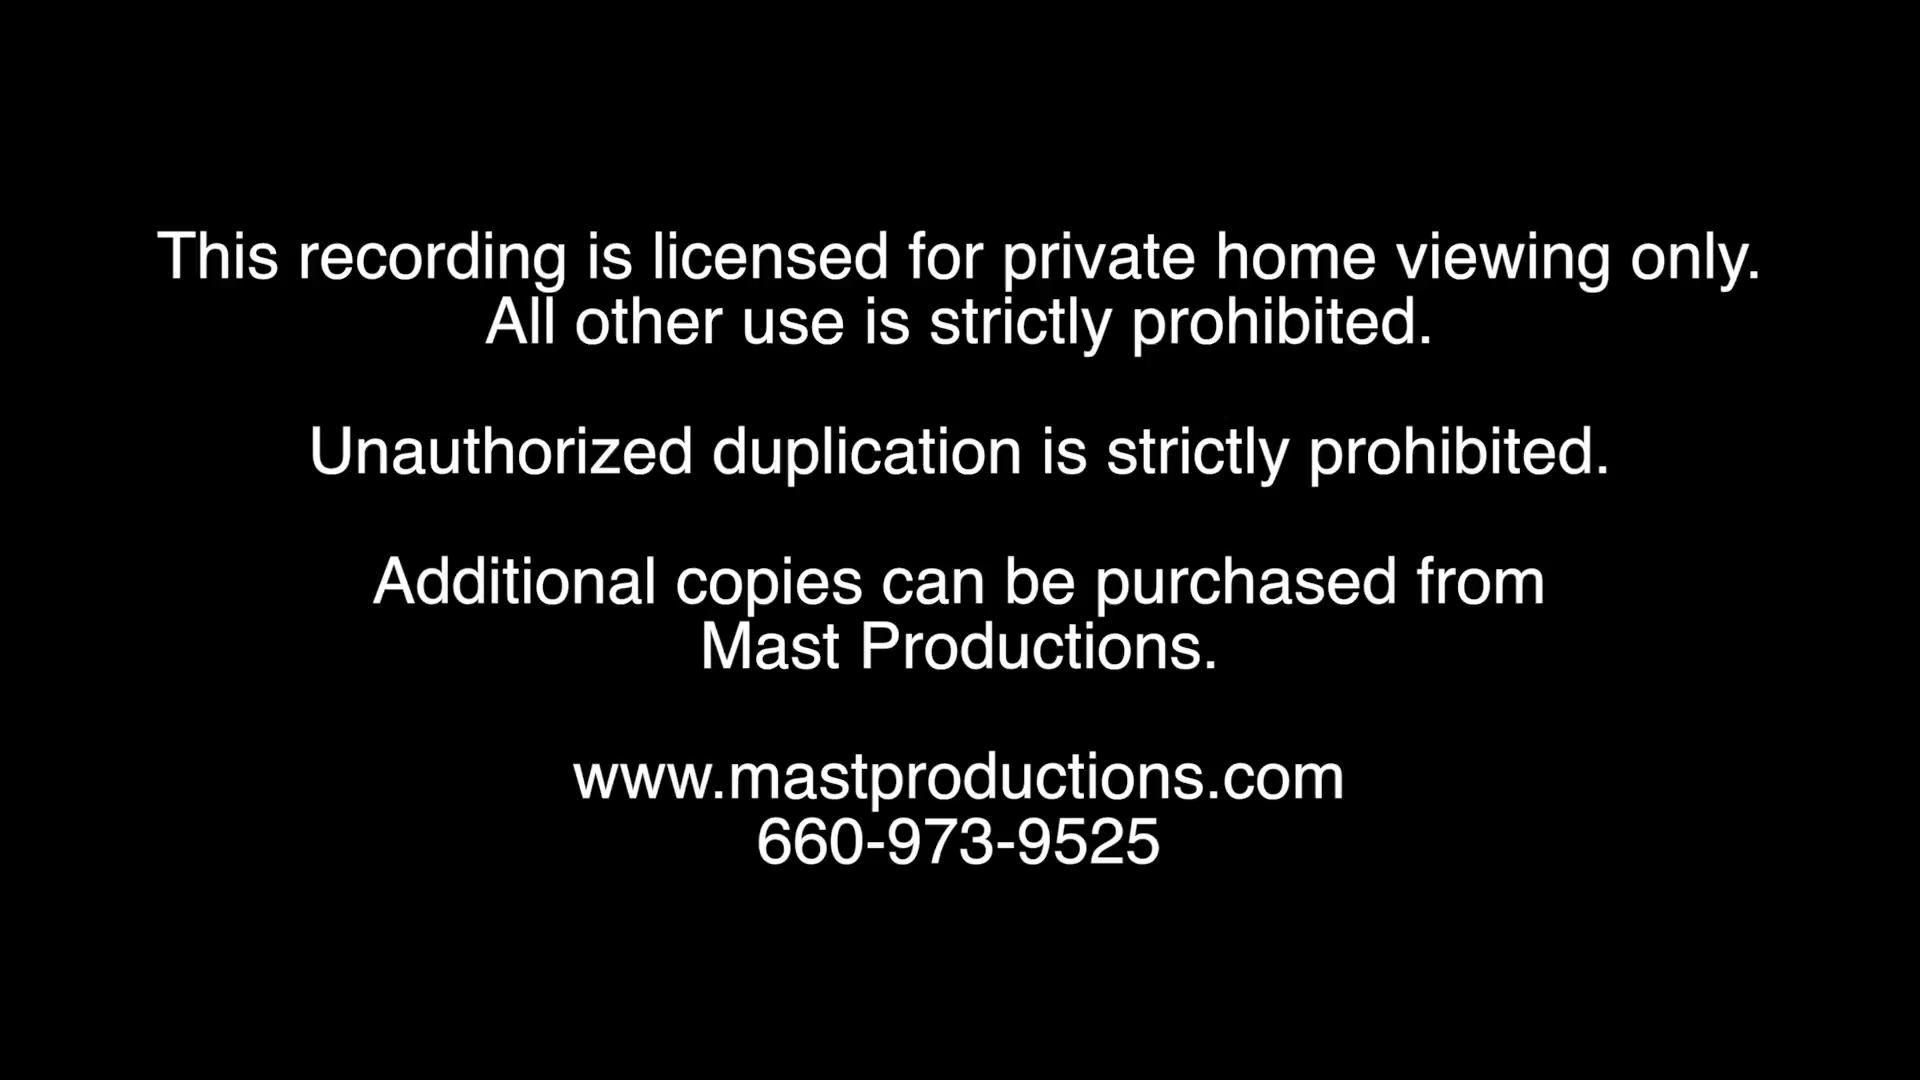 This recording is licensed for private home viewing only.
All other use is strictly prohibited.
Unauthorized duplication is strictly prohibited.
Additional copies can be purchased from
Mast Productions.
www.mastproductions.com
660-973-9525